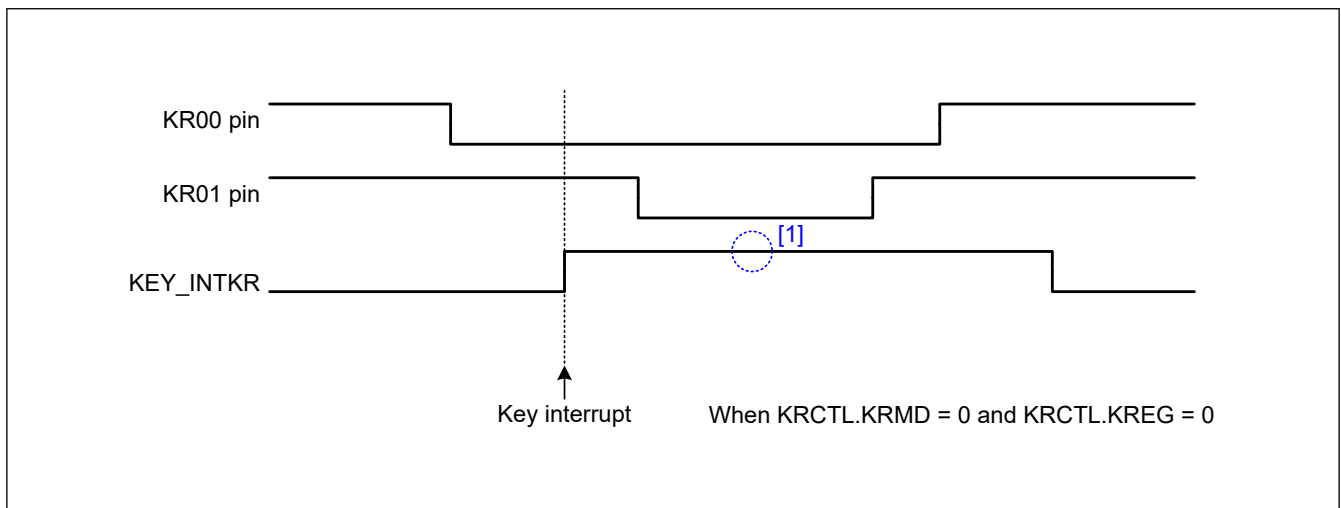 KR00 pin
KR01 pin
[1]
KEY_INTKR
Key interrupt
When KRCTL.KRMD = 0 and KRCTL.KREG = 0